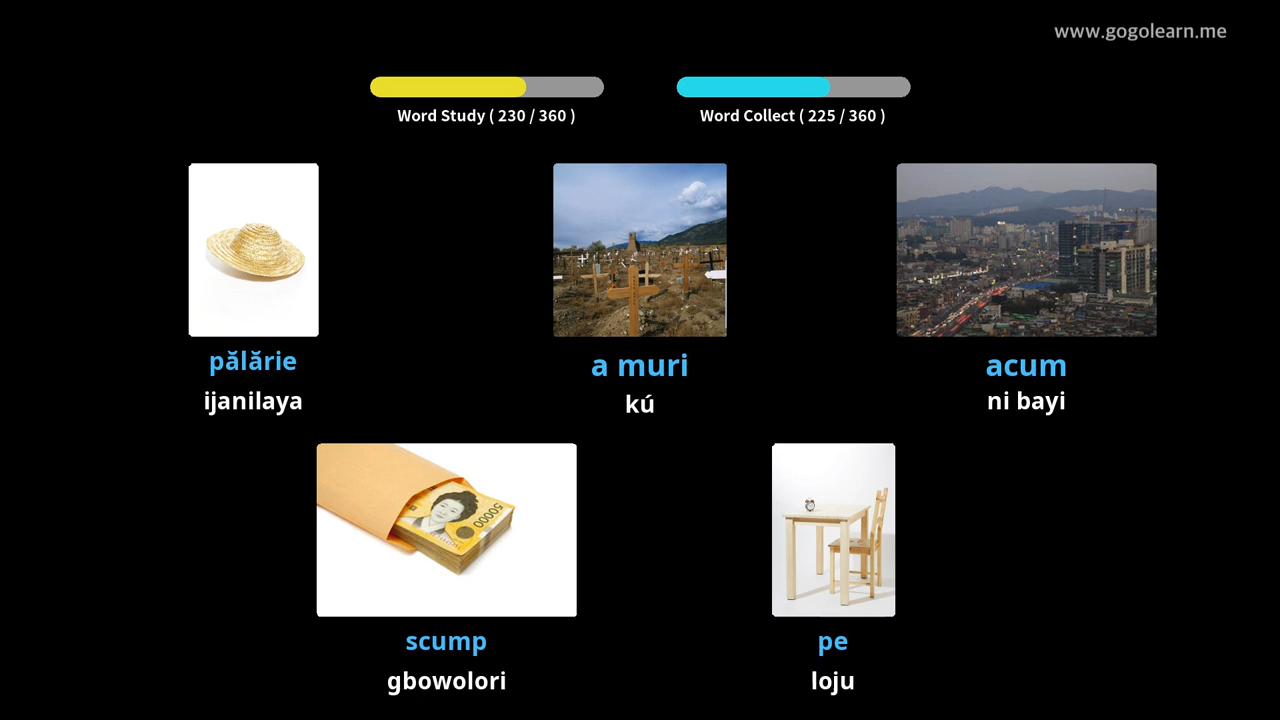 www.gogolearn.me
Word Study ( 230 / 360 )
Word Collect ( 225 / 360 )
pălărie
ijanilaya
a muri
kú
acum
ni bayi
50000
scump
gbowolori
pe
loju